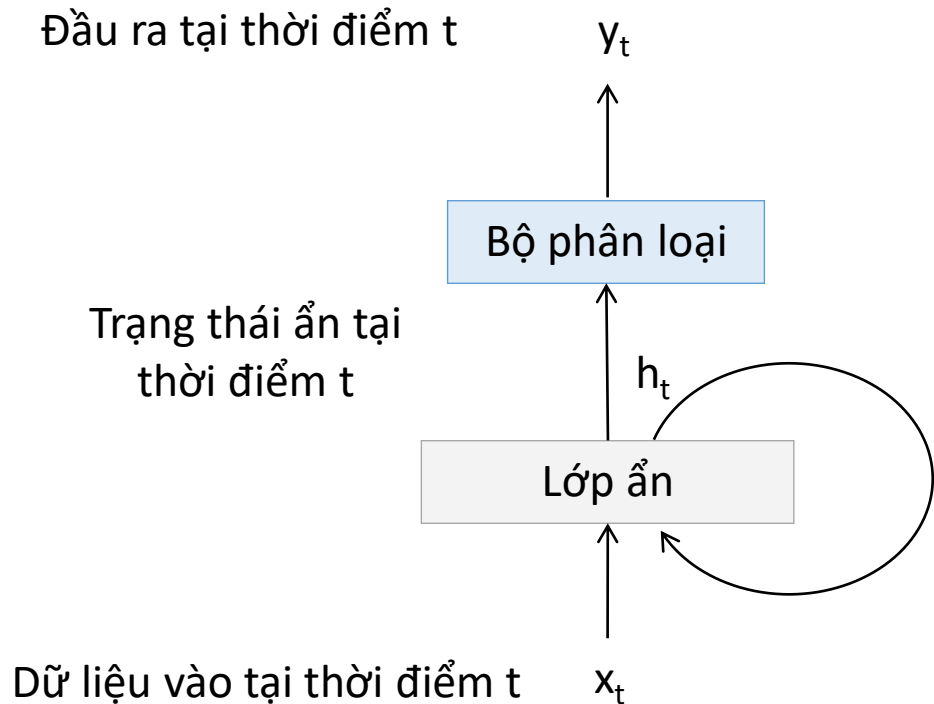 Đầu ra tại thời điểm t
yₜ
Bộ phân loại
Trạng thái ẩn tại
thời điểm t
hₜ
Lớp ẩn
Dữ liệu vào tại thời điểm t
xₜ